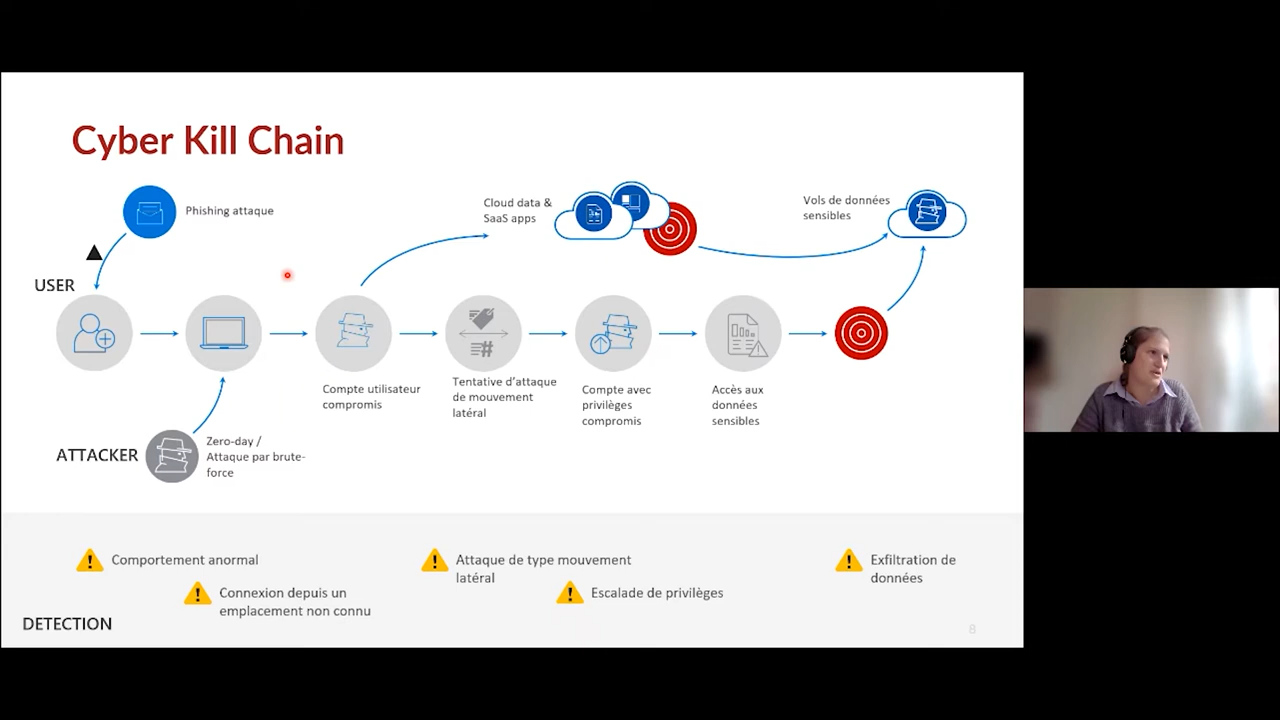 Cyber Kill Chain
Phishing attaque
Cloud data &
SaaS apps
Vols de données
sensibles
USER
Compte utilisateur
compromis
Tentative d'attaque
de mouvement
latéral
Compte avec
privilèges
compromis
Accès aux
données
sensibles
ATTACKER
Zero-day /
Attaque par brute-
force
Comportement anormal
Connexion depuis un
emplacement non connu
Attaque de type mouvement
latéral
Escalade de privilèges
Exfiltration de
données
DETECTION
8